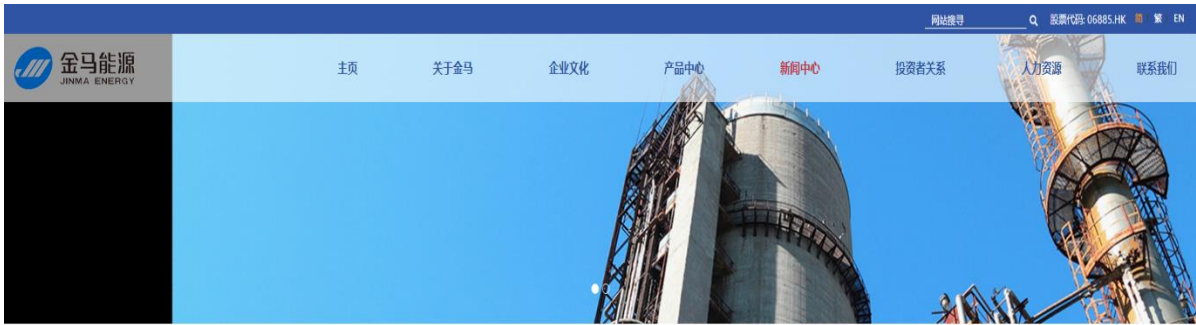 网站搜寻 股票代码: 06885.HK 简 繁 EN
金马能源
JINMA ENERGY
主页 关于金马 企业文化 产品中心 新闻中心 投资者关系 人力资源 联系我们